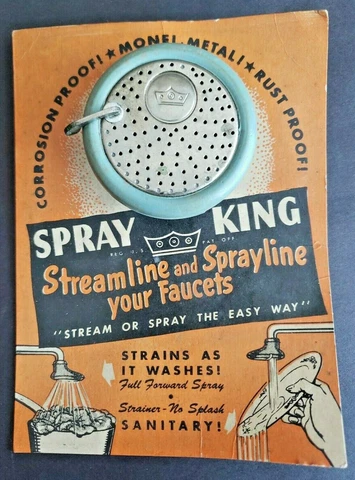 CORROSION PROOF! ★ MONEL METAL! ★ RUST PROOF!
SPRAY KING
REG. U.S. PAT. OFF.
Streamline and Sprayline
your Faucets
"STREAM OR SPRAY THE EASY WAY"
STRAINS AS
IT WASHES!
Full Forward Spray
•
Strainer - No Splash
SANITARY!